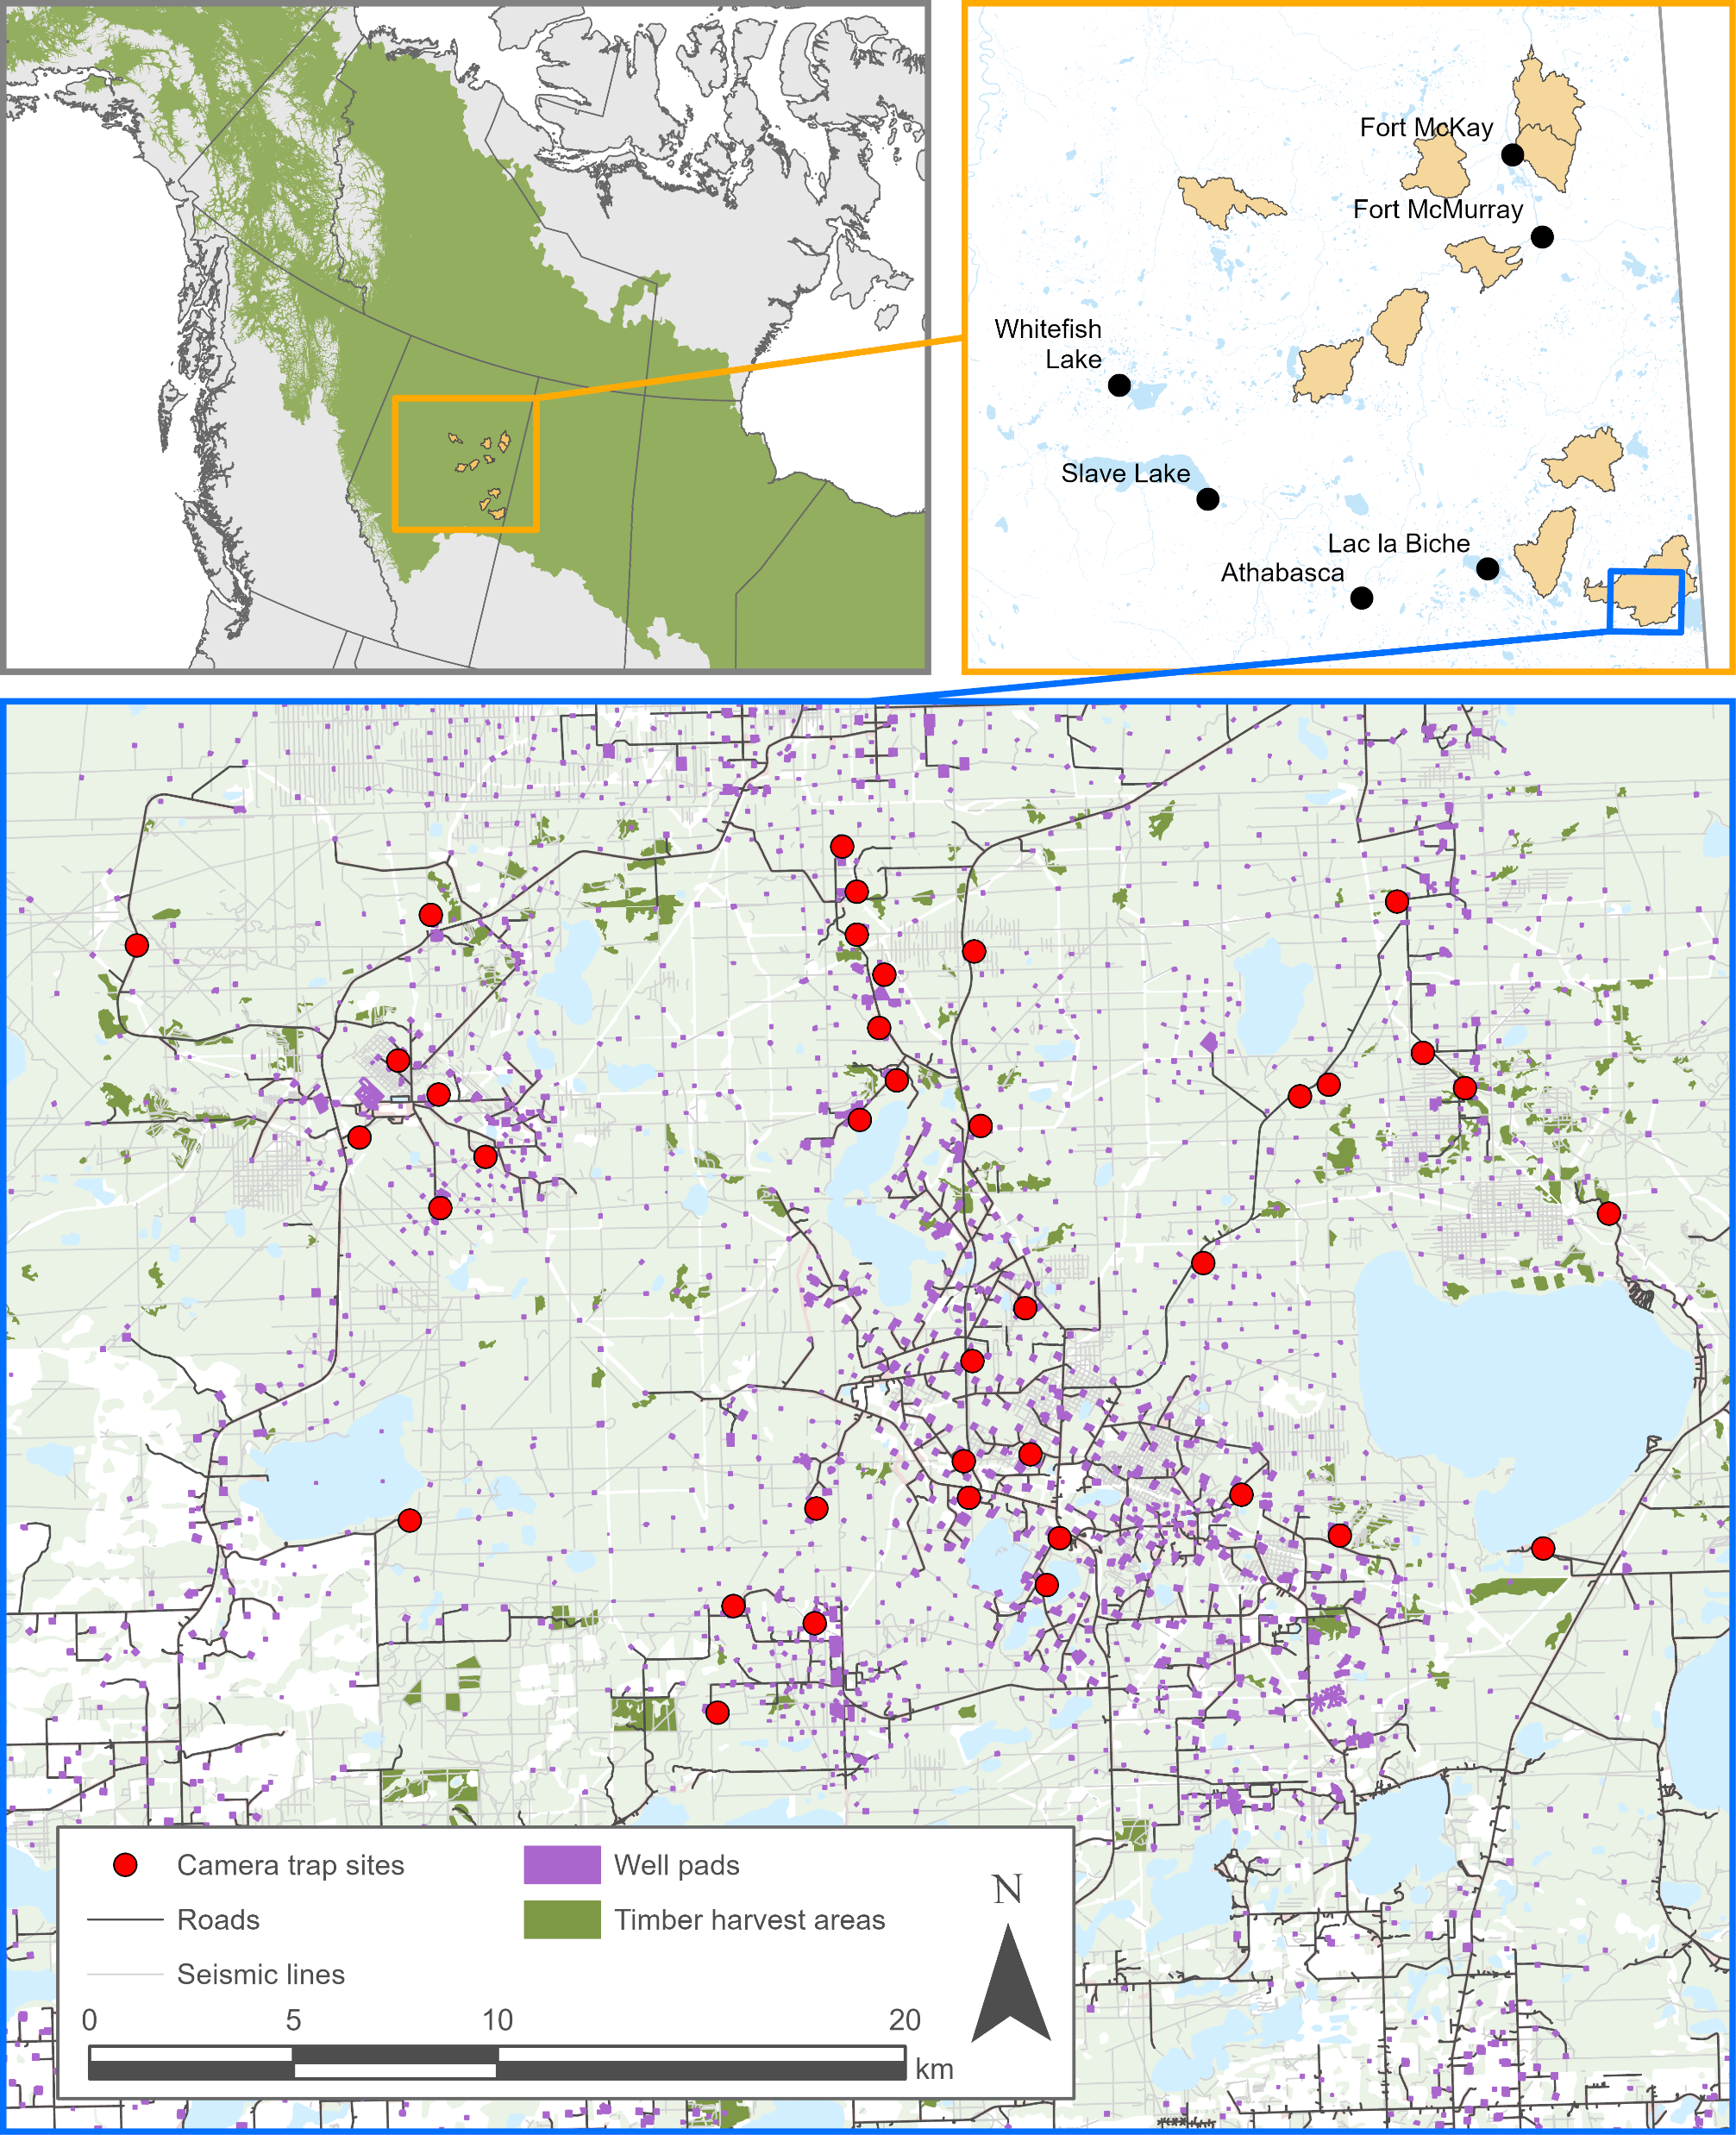 Fort McKay
Fort McMurray
Whitefish
Lake
Slave Lake
Lac la Biche
Athabasca
Camera trap sites
Well pads
Roads
Timber harvest areas
Seismic lines
N
0 5 10 20
km